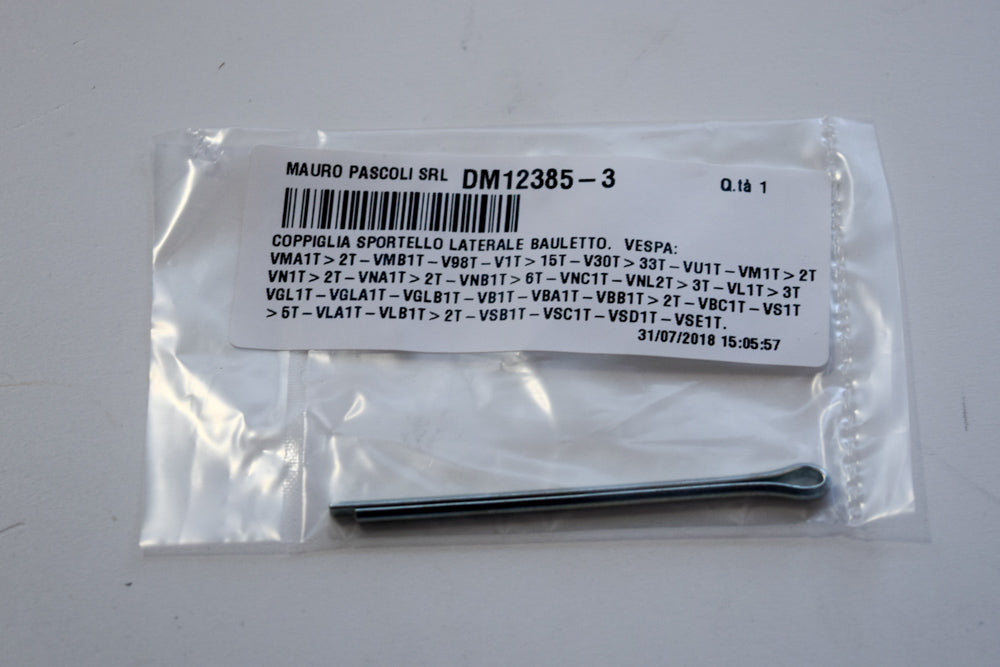 MAURO PASCOLI SRL DM12385-3 Q.tà 1
COPPIGLIA SPORTELLO LATERALE BAULETTO. VESPA:
VMA1T > 2T-VMB1T-V98T-V1T > 15T-V30T > 33T-VU1T-VM1T > 2T
VN1T > 2T-VNA1T > 2T-VNB1T > 6T-VNC1T-VNL2T > 3T-VL1T > 3T
VGL1T-VGLA1T-VGLB1T-VB1T-VBA1T-VBB1T > 2T-VBC1T-VS1T
> 5T-VLA1T-VLB1T > 2T-VSB1T-VSC1T-VSD1T-VSE1T.
31/07/2018 15:05:57